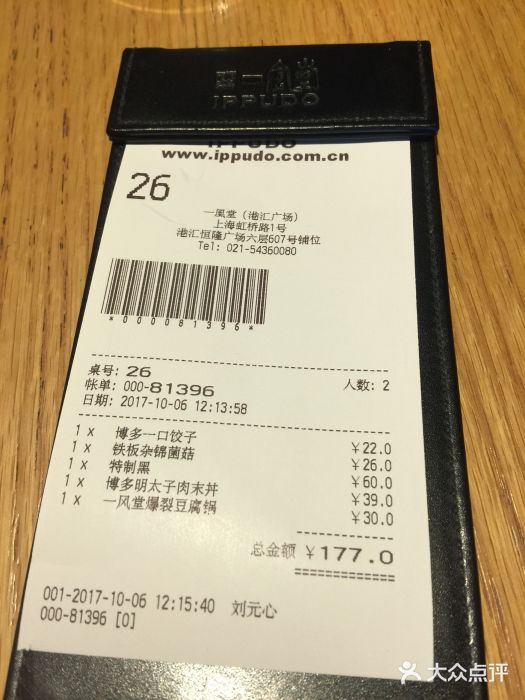 IPPUDO
IPPUDO
www.ippudo.com.cn
26
一風堂（港汇广场）
上海虹桥路1号
港汇恒隆广场六层607号铺位
Tel: 021-54360080
*000081396*
桌号: 26 人数: 2
帐单: 000-81396
日期: 2017-10-06 12:13:58
1 x 博多一口饺子 ¥22.0
1 x 铁板杂锦菌菇 ¥26.0
1 x 特制黑 ¥60.0
1 x 博多明太子肉末丼 ¥39.0
1 x 一风堂爆裂豆腐锅 ¥30.0
总金额 ¥177.0
001-2017-10-06 12:15:40 刘元心
000-81396 [0]
大众点评